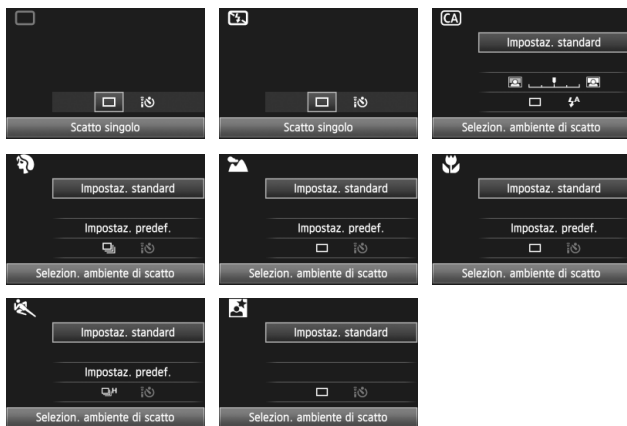 Scatto singolo
Scatto singolo
CA
Impostaz. standard
A
Selezion. ambiente di scatto
Impostaz. standard
Impostaz. predef.
Selezion. ambiente di scatto
Impostaz. standard
Impostaz. predef.
Selezion. ambiente di scatto
Impostaz. standard
Impostaz. predef.
Selezion. ambiente di scatto
Impostaz. standard
Impostaz. predef.
H
Selezion. ambiente di scatto
Impostaz. standard
Selezion. ambiente di scatto